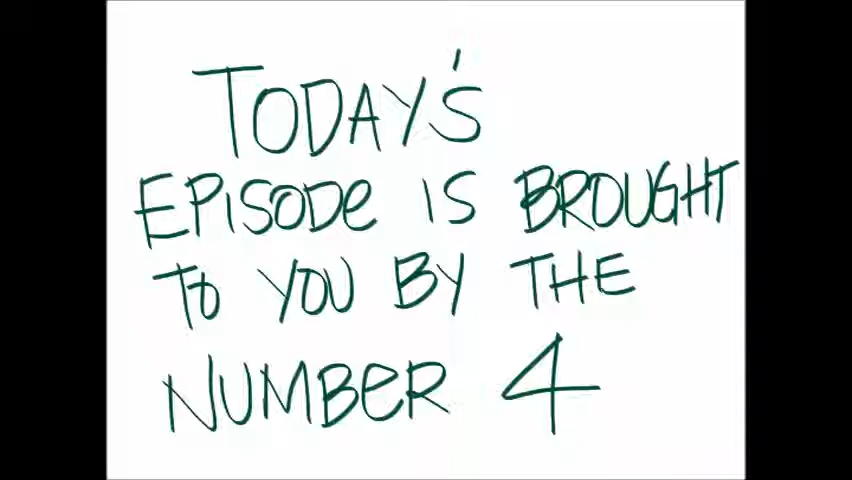 TODAY'S
EPISODe IS BROUGHT
TO YOU BY THE
NUMBeR 4